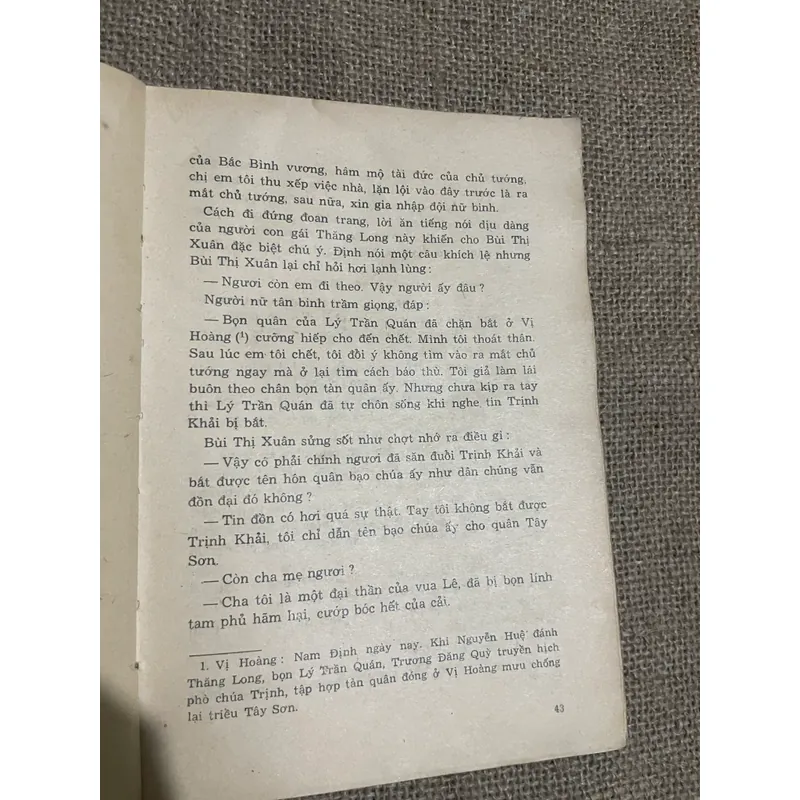 của Bắc Bình vương, hâm mộ tài đức của chủ tướng,
chị em tôi thu xếp việc nhà, lặn lội vào đây trước là ra
mắt chủ tướng, sau nữa, xin gia nhập đội nữ binh.
Cách đi đứng đoan trang, lời ăn tiếng nói dịu dàng
của người con gái Thăng Long này khiến cho Bùi Thị
Xuân đặc biệt chú ý. Định nói một câu khích lệ nhưng
Bùi Thị Xuân lại chỉ hỏi hơi lạnh lùng :
— Ngươi còn em đi theo. Vậy người ấy đâu ?
Người nữ tân binh trầm giọng, đáp :
— Bọn quân của Lý Trần Quán đã chặn bắt ở Vị
Hoàng (¹) cưỡng hiếp cho đến chết. Mình tôi thoát thân.
Sau lúc em tôi chết, tôi đổi ý không tìm vào ra mắt chủ
tướng ngay mà ở lại tìm cách báo thù. Tôi giả làm lái
buôn theo chân bọn tàn quân ấy. Nhưng chưa kịp ra tay
thì Lý Trần Quán đã tự chôn sống khi nghe tin Trịnh
Khải bị bắt.
Bùi Thị Xuân sửng sốt như chợt nhớ ra điều gì :
— Vậy có phải chính ngươi đã săn đuổi Trịnh Khải và
bắt được tên hôn quân bạo chúa ấy như dân chúng vẫn
đồn đại đó không ?
— Tin đồn có hơi quá sự thật. Tay tôi không bắt được
Trịnh Khải, tôi chỉ dẫn tên bạo chúa ấy cho quân Tây
Sơn.
— Còn cha mẹ ngươi ?
— Cha tôi là một đại thần của vua Lê, đã bị bọn lính
tam phủ hãm hại, cướp bóc hết của cải.
1. Vị Hoàng : Nam Định ngày nay. Khi Nguyễn Huệ đánh
Thăng Long, bọn Lý Trần Quán, Trương Đăng Quỹ truyền hịch
phò chúa Trịnh, tập hợp tàn quân đóng ở Vị Hoàng mưu chống
lại triều Tây Sơn.
43